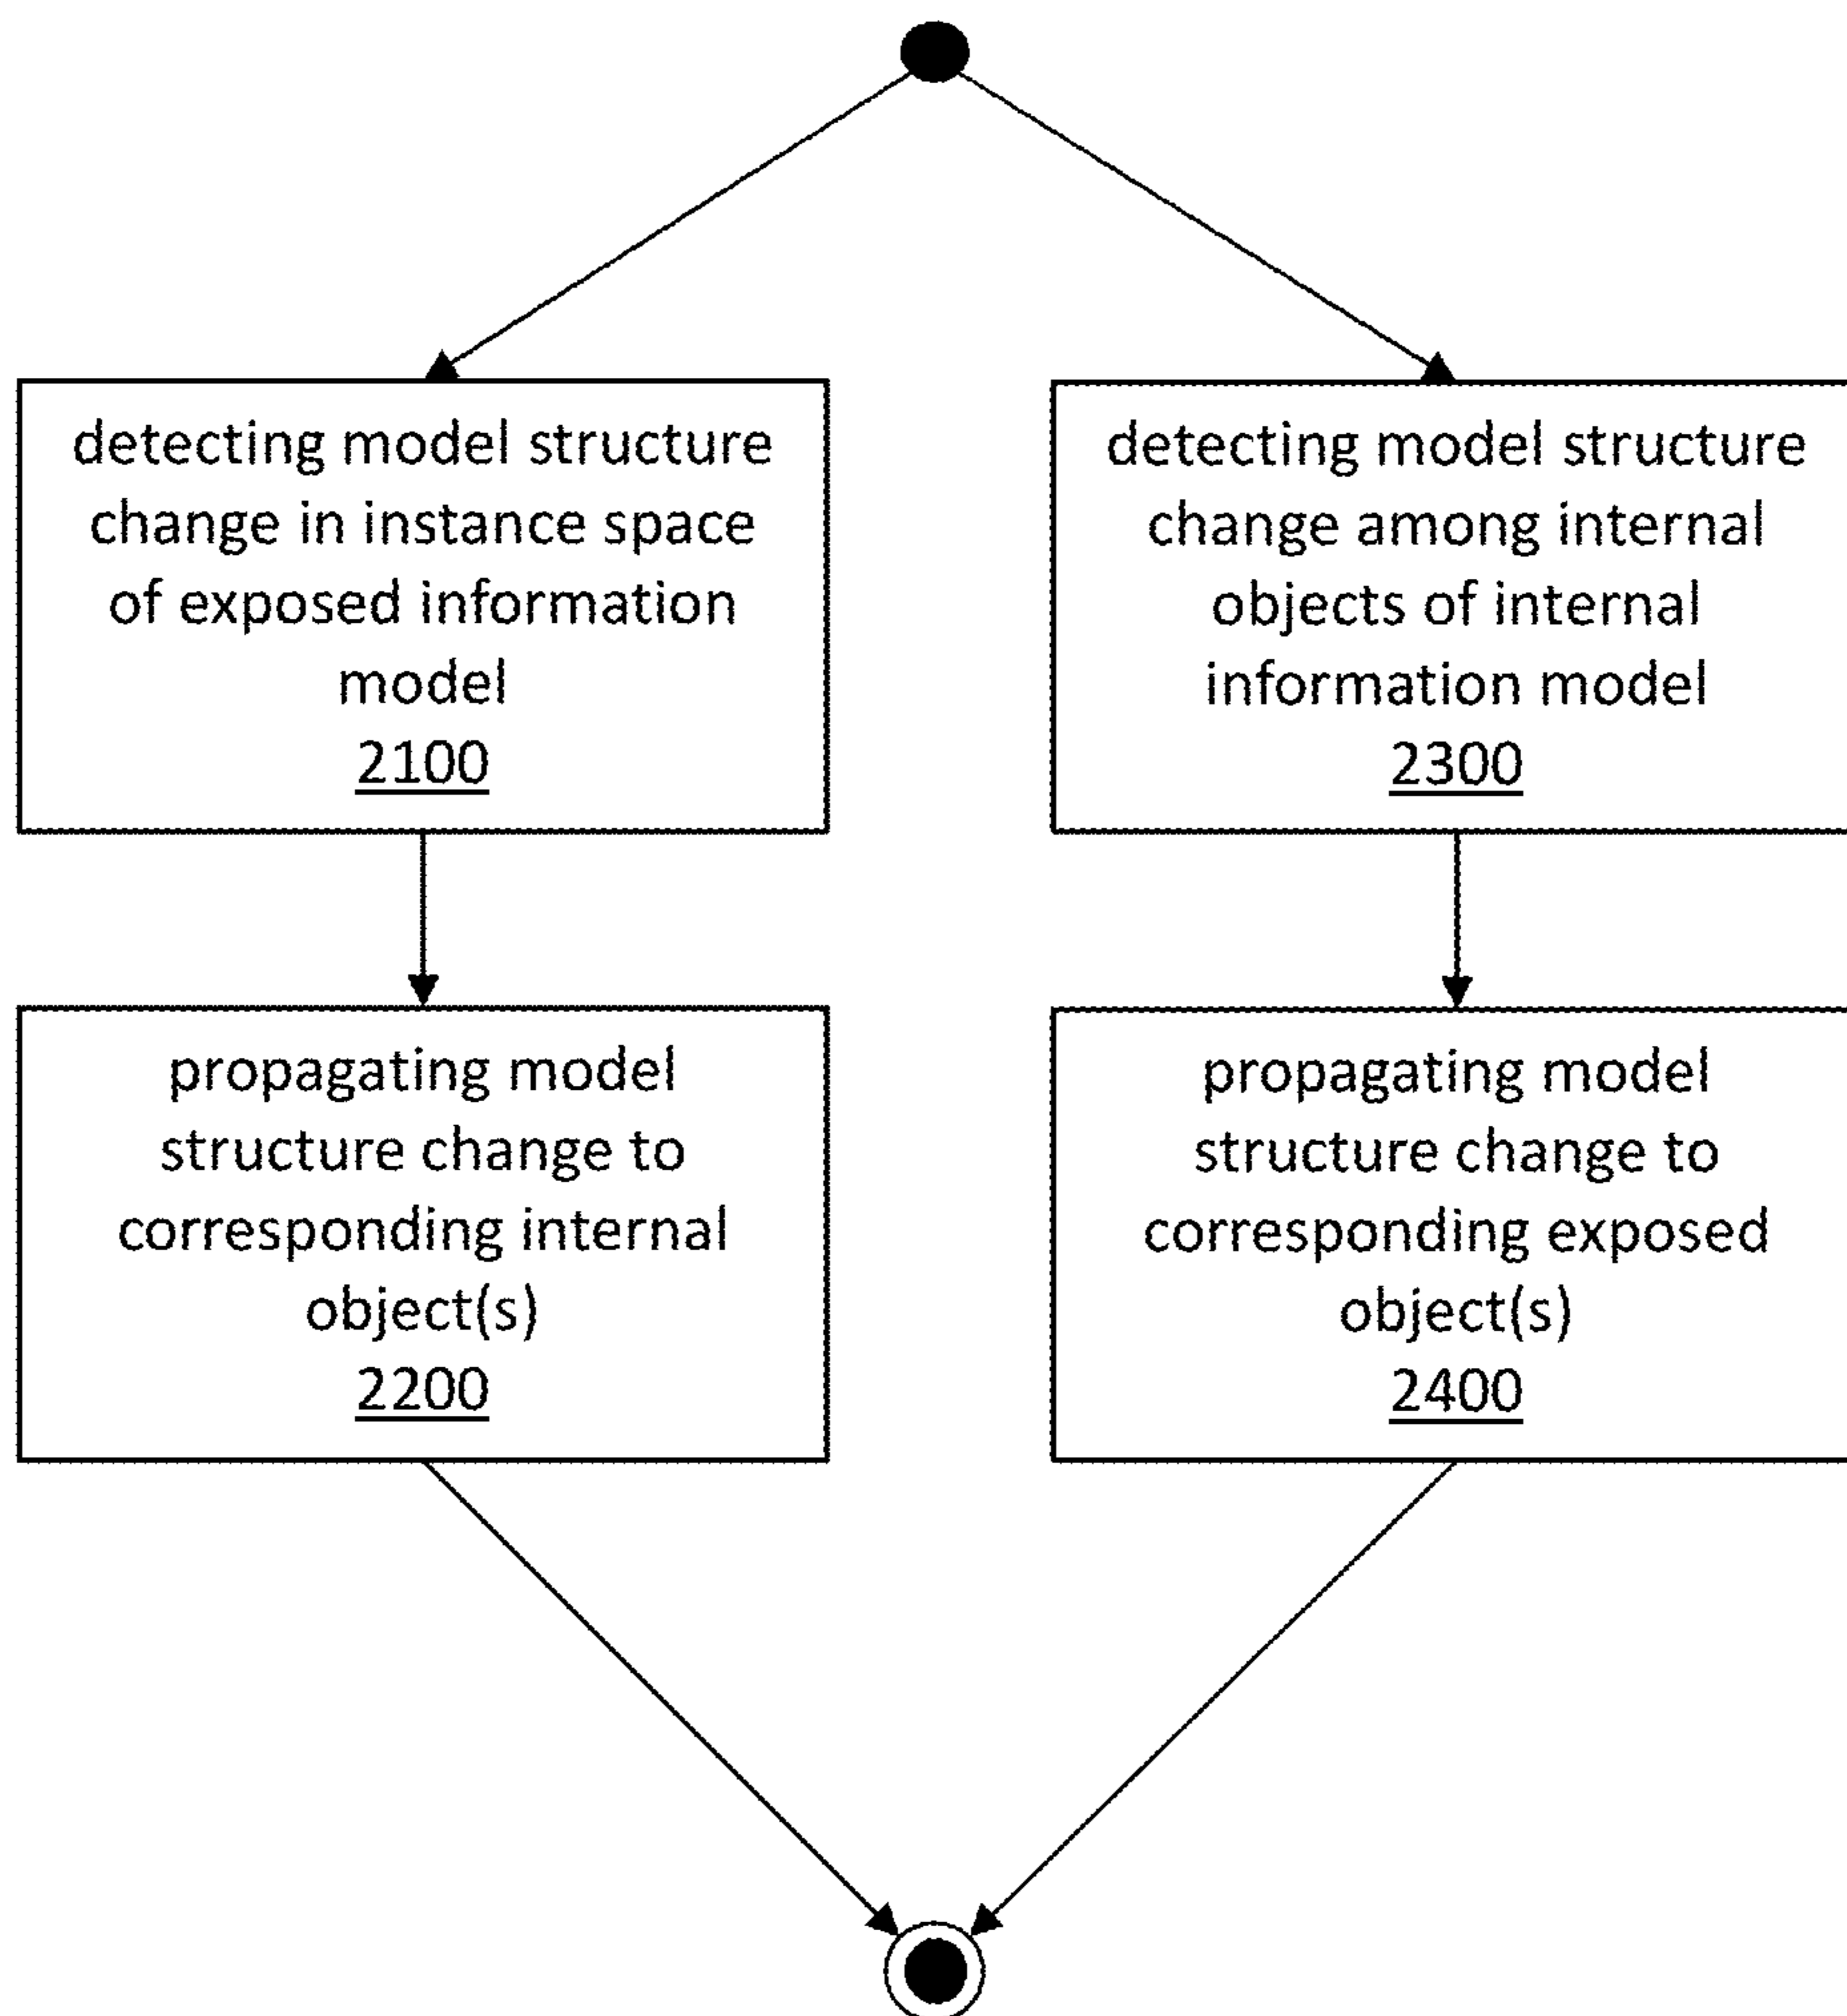 detecting model structure
change in instance space
of exposed information
model
2100
detecting model structure
change among internal
objects of internal
information model
2300
propagating model
structure change to
corresponding internal
object(s)
2200
propagating model
structure change to
corresponding exposed
object(s)
2400